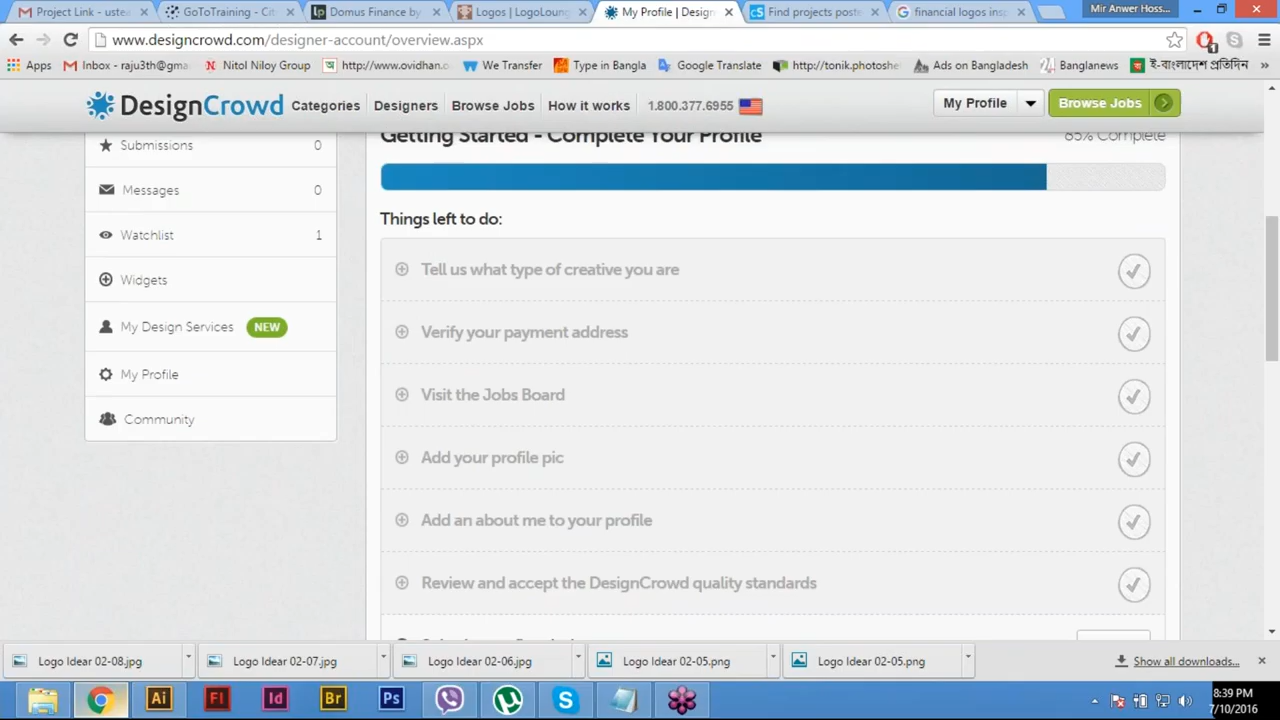 Project Link - uste
GoToTraining - Cit
Domus Finance by
Logos | LogoLoung
My Profile | Design
Find projects poste
financial logos insp
Mir Anwer Hoss...
www.designcrowd.com/designer-account/overview.aspx
Apps
Inbox - raju3th@gma
Nitol Niloy Group
http://www.ovidhan.o
We Transfer
Type in Bangla
Google Translate
http://tonik.photoshe
Ads on Bangladesh
Banglanews
ই-বাংলাদেশ প্রতিদিন
»
DesignCrowd
Categories
Designers
Browse Jobs
How it works
1.800.377.6955
My Profile
Browse Jobs
Getting Started - Complete Your Profile
85% Complete
Submissions 0
Messages 0
Watchlist 1
Widgets
My Design Services NEW
My Profile
Community
Things left to do:
Tell us what type of creative you are
Verify your payment address
Visit the Jobs Board
Add your profile pic
Add an about me to your profile
Review and accept the DesignCrowd quality standards
Logo Idear 02-08.jpg
Logo Idear 02-07.jpg
Logo Idear 02-06.jpg
Logo Idear 02-05.png
Logo Idear 02-05.png
Show all downloads...
Ai
Fl
Id
Br
Ps
8:39 PM
7/10/2016